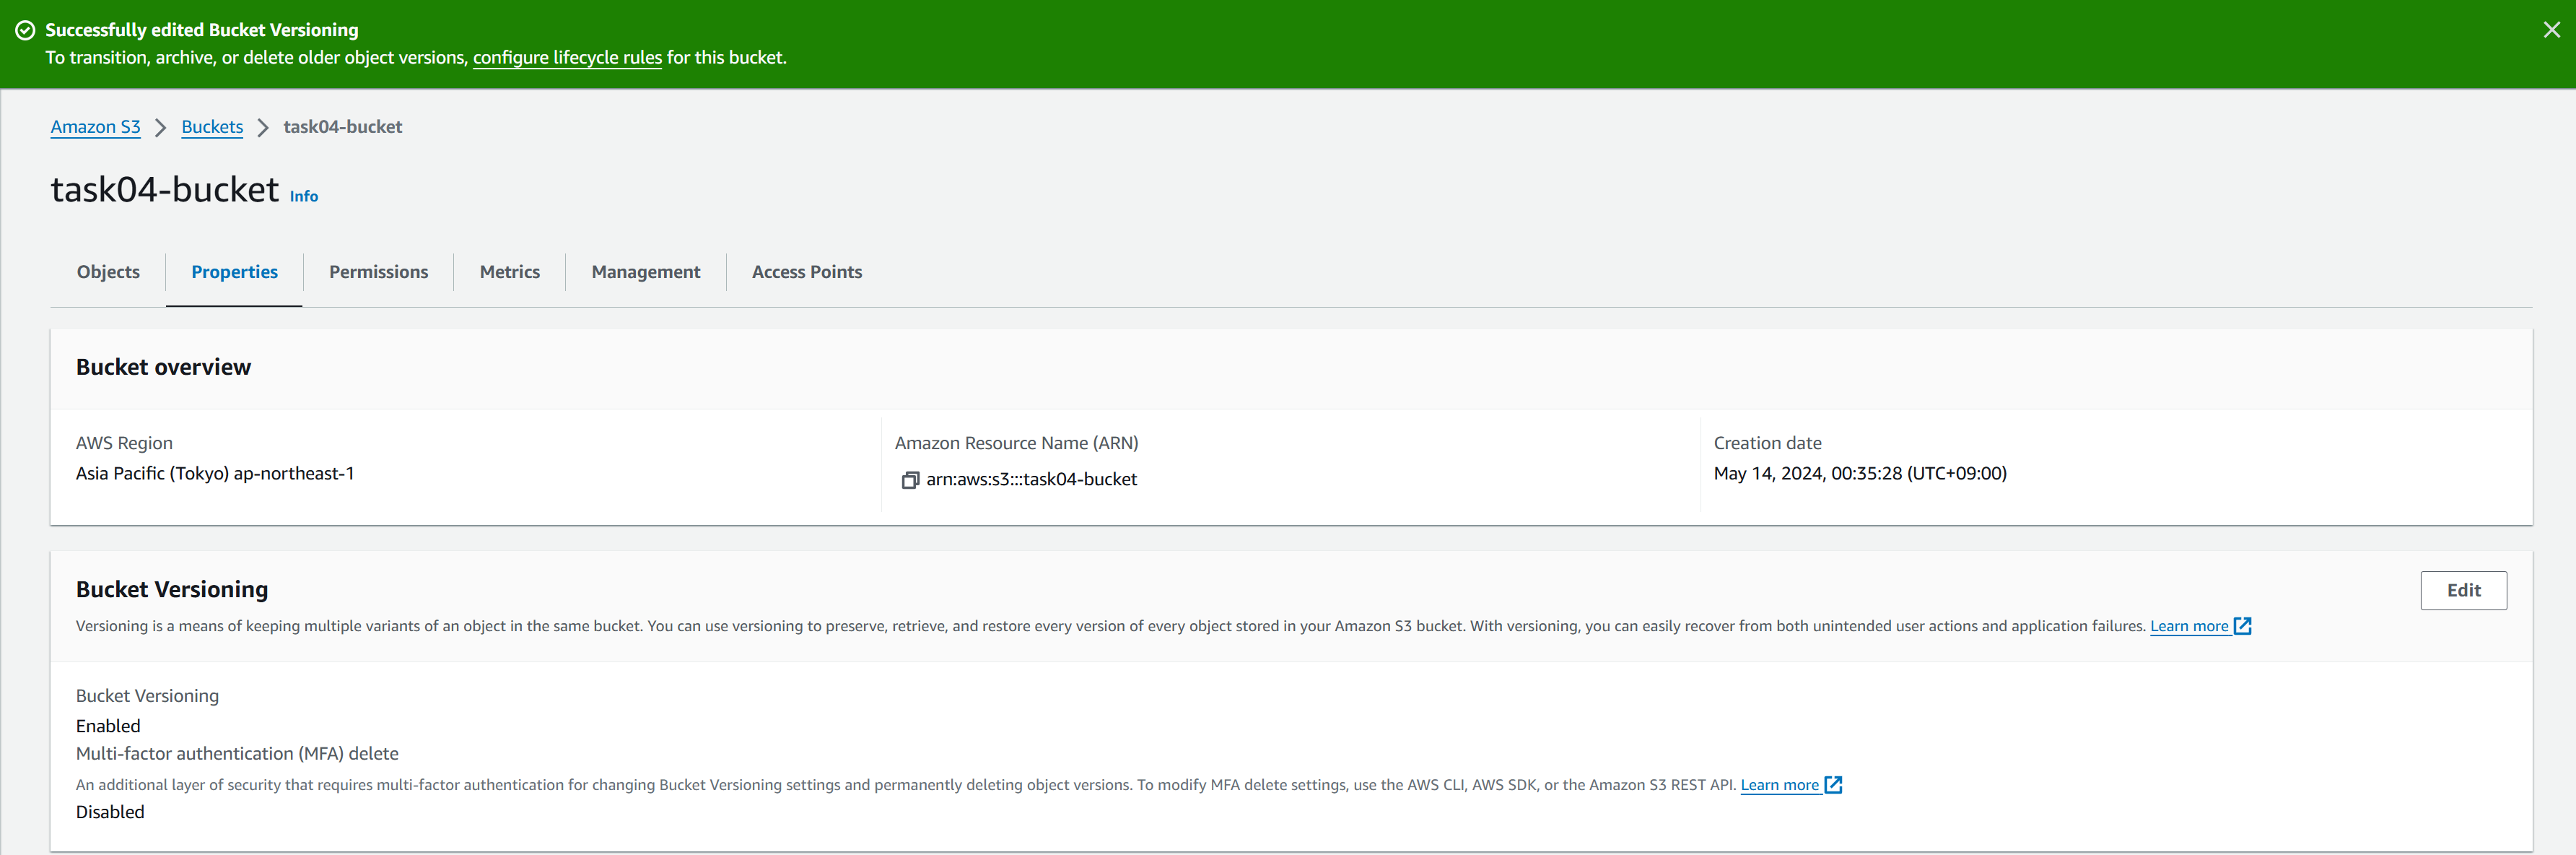 Successfully edited Bucket Versioning
To transition, archive, or delete older object versions, configure lifecycle rules for this bucket.
Amazon S3 > Buckets > task04-bucket
task04-bucket Info
Objects Properties Permissions Metrics Management Access Points
Bucket overview
AWS Region
Asia Pacific (Tokyo) ap-northeast-1
Amazon Resource Name (ARN)
arn:aws:s3:::task04-bucket
Creation date
May 14, 2024, 00:35:28 (UTC+09:00)
Bucket Versioning
Edit
Versioning is a means of keeping multiple variants of an object in the same bucket. You can use versioning to preserve, retrieve, and restore every version of every object stored in your Amazon S3 bucket. With versioning, you can easily recover from both unintended user actions and application failures. Learn more
Bucket Versioning
Enabled
Multi-factor authentication (MFA) delete
An additional layer of security that requires multi-factor authentication for changing Bucket Versioning settings and permanently deleting object versions. To modify MFA delete settings, use the AWS CLI, AWS SDK, or the Amazon S3 REST API. Learn more
Disabled